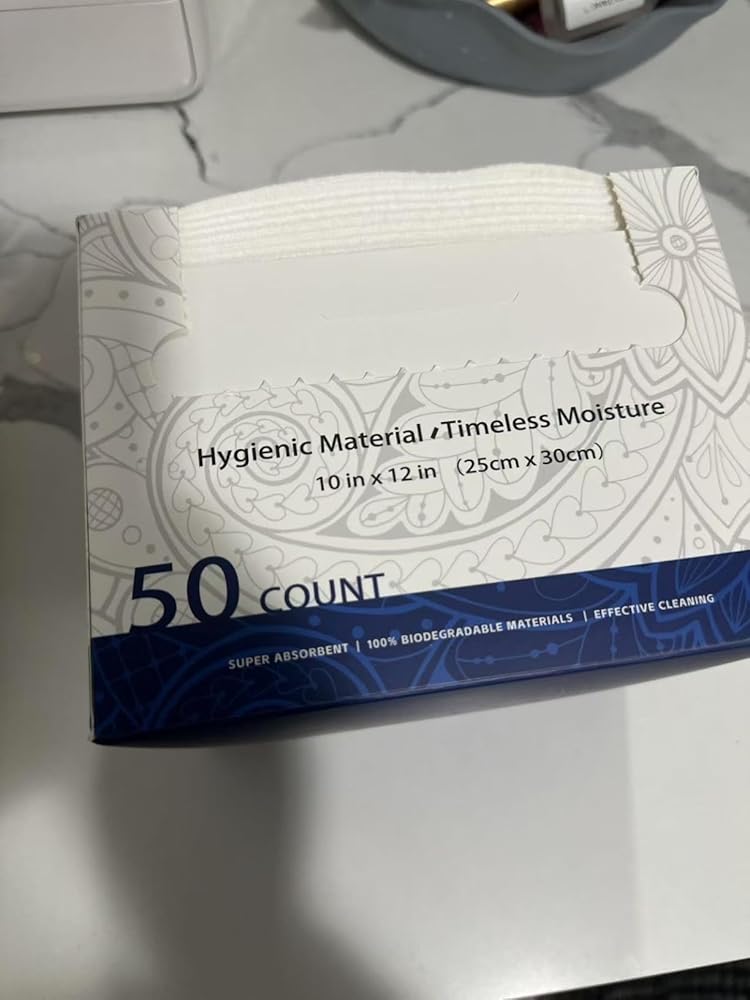 Hygienic Material , Timeless Moisture
10 in x 12 in （25cm x 30cm）
50 COUNT
SUPER ABSORBENT | 100% BIODEGRADABLE MATERIALS | EFFECTIVE CLEANING